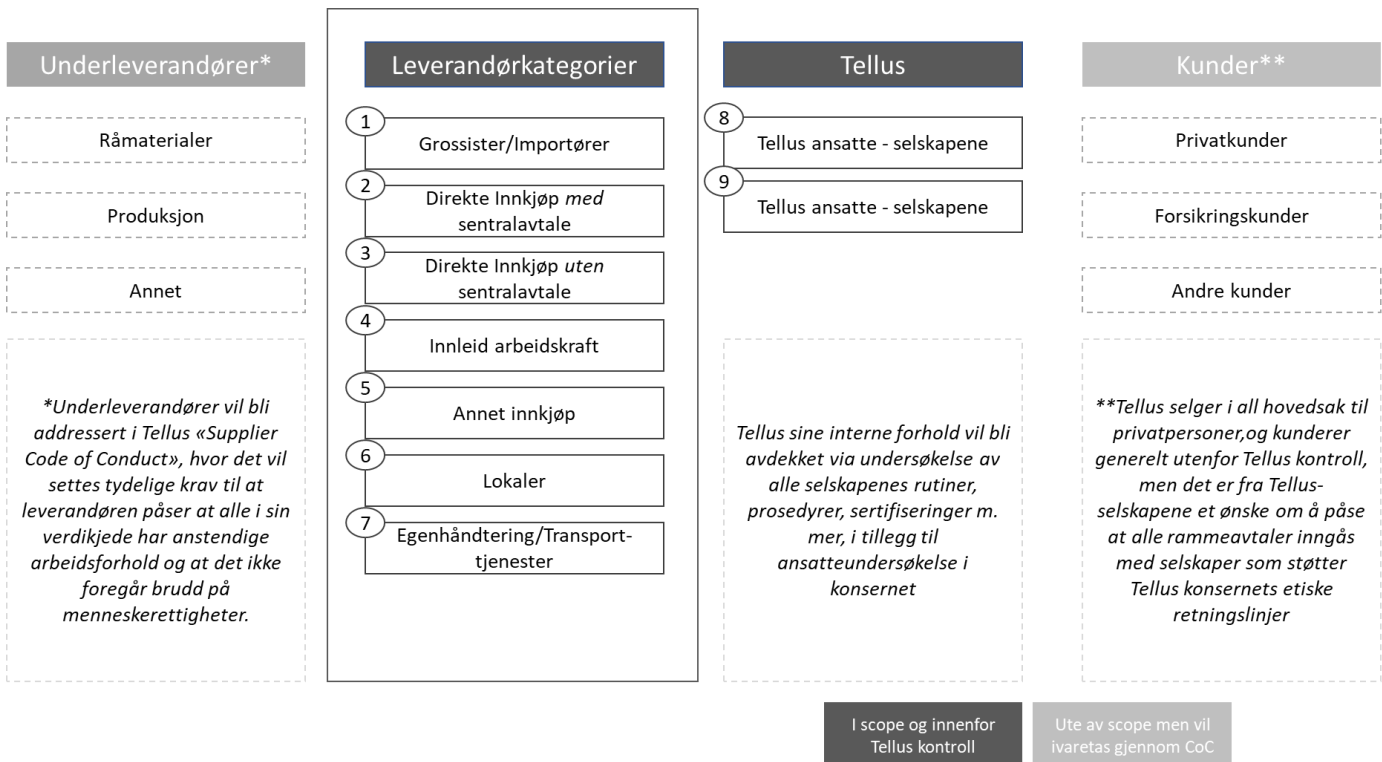 Underleverandører*
Råmaterialer
Produksjon
Annet
*Underleverandører vil bli
addressert i Tellus «Supplier
Code of Conduct», hvor det vil
settes tydelige krav til at
leverandøren påser at alle i sin
verdikjede har anstendige
arbeidsforhold og at det ikke
foregår brudd på
menneskerettigheter.
Leverandørkategorier
1
Grossister/Importører
2
Direkte Innkjøp med
sentralavtale
3
Direkte Innkjøp uten
sentralavtale
4
Innleid arbeidskraft
5
Annet innkjøp
6
Lokaler
7
Egenhåndtering/Transport-
tjenester
Tellus
8
Tellus ansatte - selskapene
9
Tellus ansatte - selskapene
Tellus sine interne forhold vil bli
avdekket via undersøkelse av
alle selskapenes rutiner,
prosedyrer, sertifiseringer m.
mer, i tillegg til
ansatteundersøkelse i
konsernet
Kunder**
Privatkunder
Forsikringskunder
Andre kunder
**Tellus selger i all hovedsak til
privatpersoner,og kunderer
generelt utenfor Tellus kontroll,
men det er fra Tellus-
selskapene et ønske om å påse
at alle rammeavtaler inngås
med selskaper som støtter
Tellus konsernets etiske
retningslinjer
I scope og innenfor
Tellus kontroll
Ute av scope men vil
ivaretas gjennom CoC